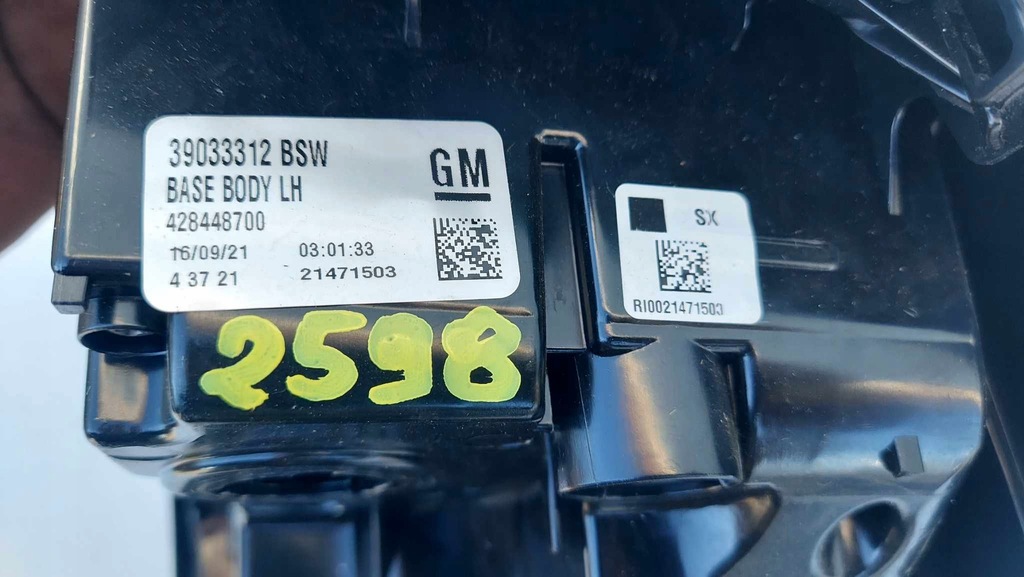 39033312 BSW
GM
BASE BODY LH
428448700
16/09/21 03:01:33
4 37 21 21471503
SX
RI0021471503
2598